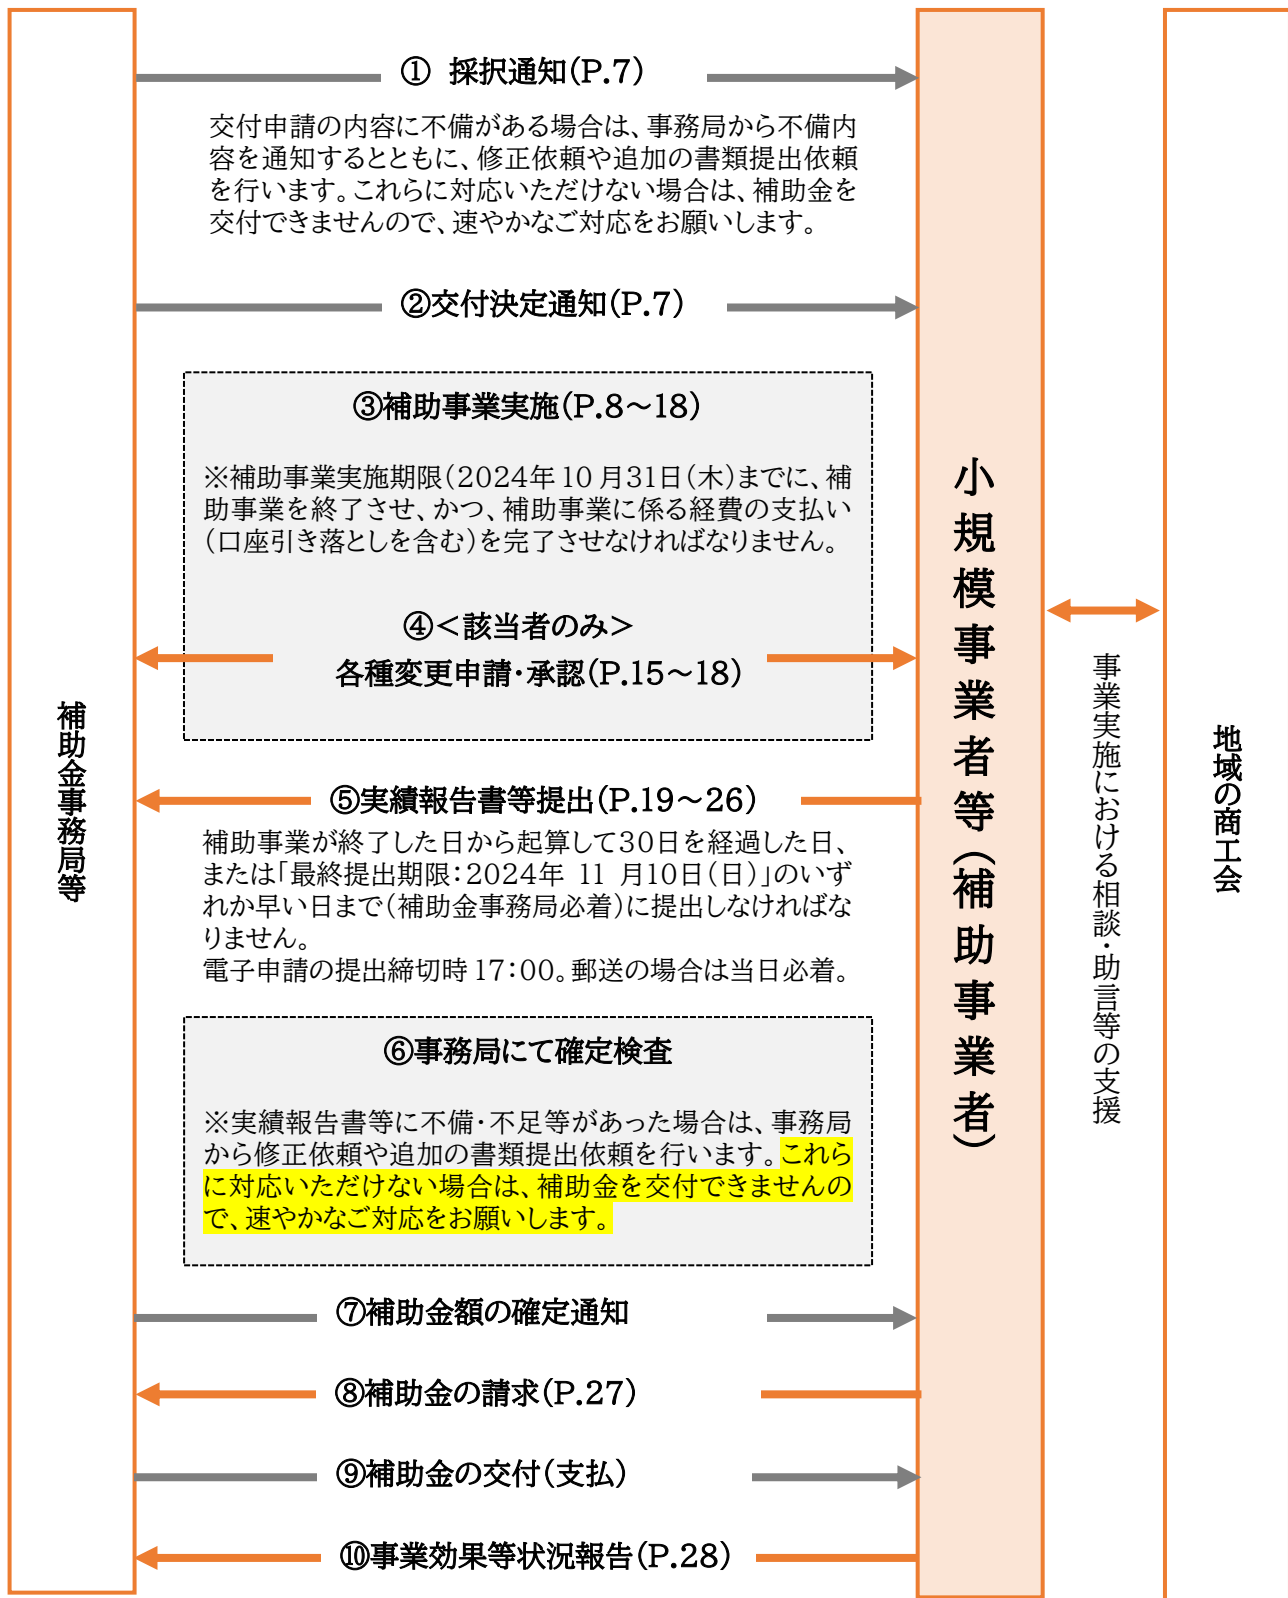 ① 採択通知(P.7)
交付申請の内容に不備がある場合は、事務局から不備内
容を通知するとともに、修正依頼や追加の書類提出依頼
を行います。これらに対応いただけない場合は、補助金を
交付できませんので、速やかなご対応をお願いします。
②交付決定通知(P.7)
③補助事業実施(P.8～18)
※補助事業実施期限(2024年10月31日(木)までに、補
助事業を終了させ、かつ、補助事業に係る経費の支払い
(口座引き落としを含む)を完了させなければなりません。
④＜該当者のみ＞
各種変更申請・承認(P.15～18)
⑤実績報告書等提出(P.19～26)
補助事業が終了した日から起算して30日を経過した日、
または「最終提出期限：2024年 11 月10日(日)」のいず
れか早い日まで(補助金事務局必着)に提出しなければな
りません。
電子申請の提出締切時17：00。郵送の場合は当日必着。
⑥事務局にて確定検査
※実績報告書等に不備・不足等があった場合は、事務局
から修正依頼や追加の書類提出依頼を行います。これら
に対応いただけない場合は、補助金を交付できませんの
で、速やかなご対応をお願いします。
⑦補助金額の確定通知
⑧補助金の請求(P.27)
⑨補助金の交付(支払)
⑩事業効果等状況報告(P.28)
補助金事務局等
小規模事業者等(補助事業者)
事業実施における相談・助言等の支援
地域の商工会